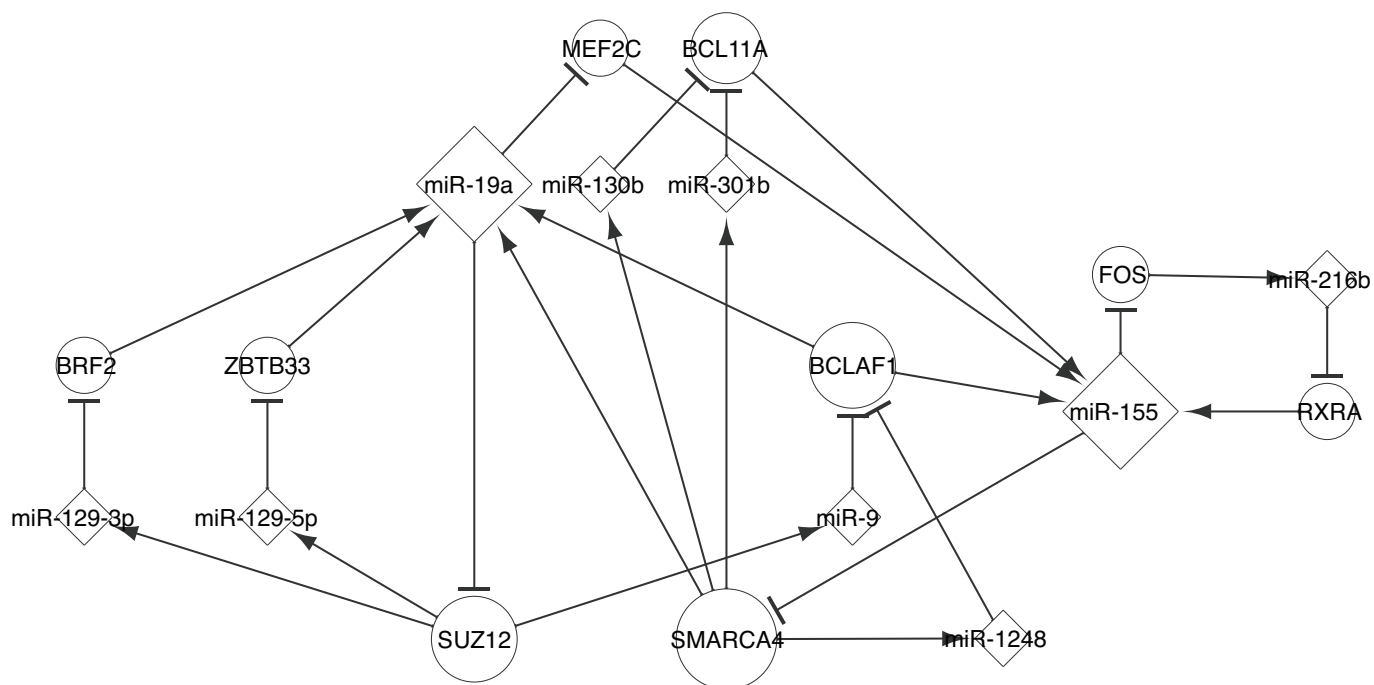 MEF2C
BCL11A
miR-19a
miR-130b
miR-301b
FOS
miR-216b
BRF2
ZBTB33
BCLAF1
miR-155
RXRA
miR-129-3p
miR-129-5p
miR-9
SUZ12
SMARCA4
miR-1248